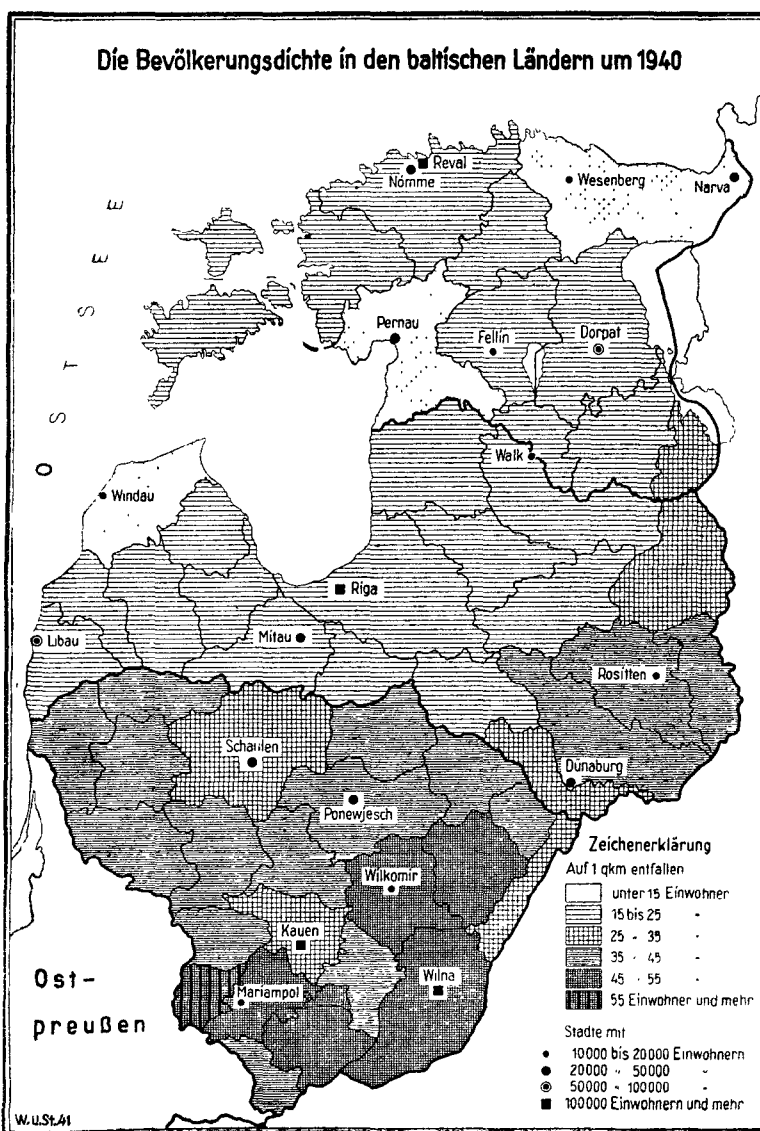 Die Bevölkerungsdichte in den baltischen Ländern um 1940
OSTSEE
Reval
Nömme
Wesenberg
Narva
Pernau
Fellin
Dorpat
Walk
Windau
Riga
Libau
Mitau
Rositten
Schaulen
Dünaburg
Ponewjesch
Wilkomir
Kauen
Wilna
Mariampol
Ost-
preußen
Zeichenerklärung
Auf 1 qkm entfallen
unter 15 Einwohner
15 bis 25 "
25 - 35 "
35 - 45 "
45 - 55 "
55 Einwohner und mehr
Städte mit
10000 bis 20000 Einwohnern
20000 " 50000 "
50000 " 100000 "
100000 Einwohnern und mehr
W.u.St.41